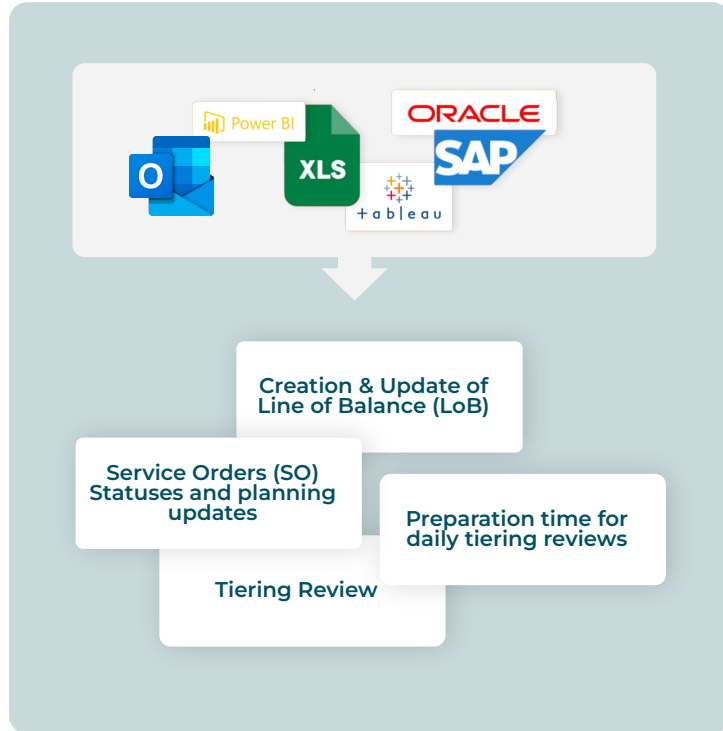 ORACLE
Power BI
SAP
XLS
O
+ableau
Creation & Update of
Line of Balance (LoB)
Service Orders (SO)
Statuses and planning
updates
Preparation time for
daily tiering reviews
Tiering Review